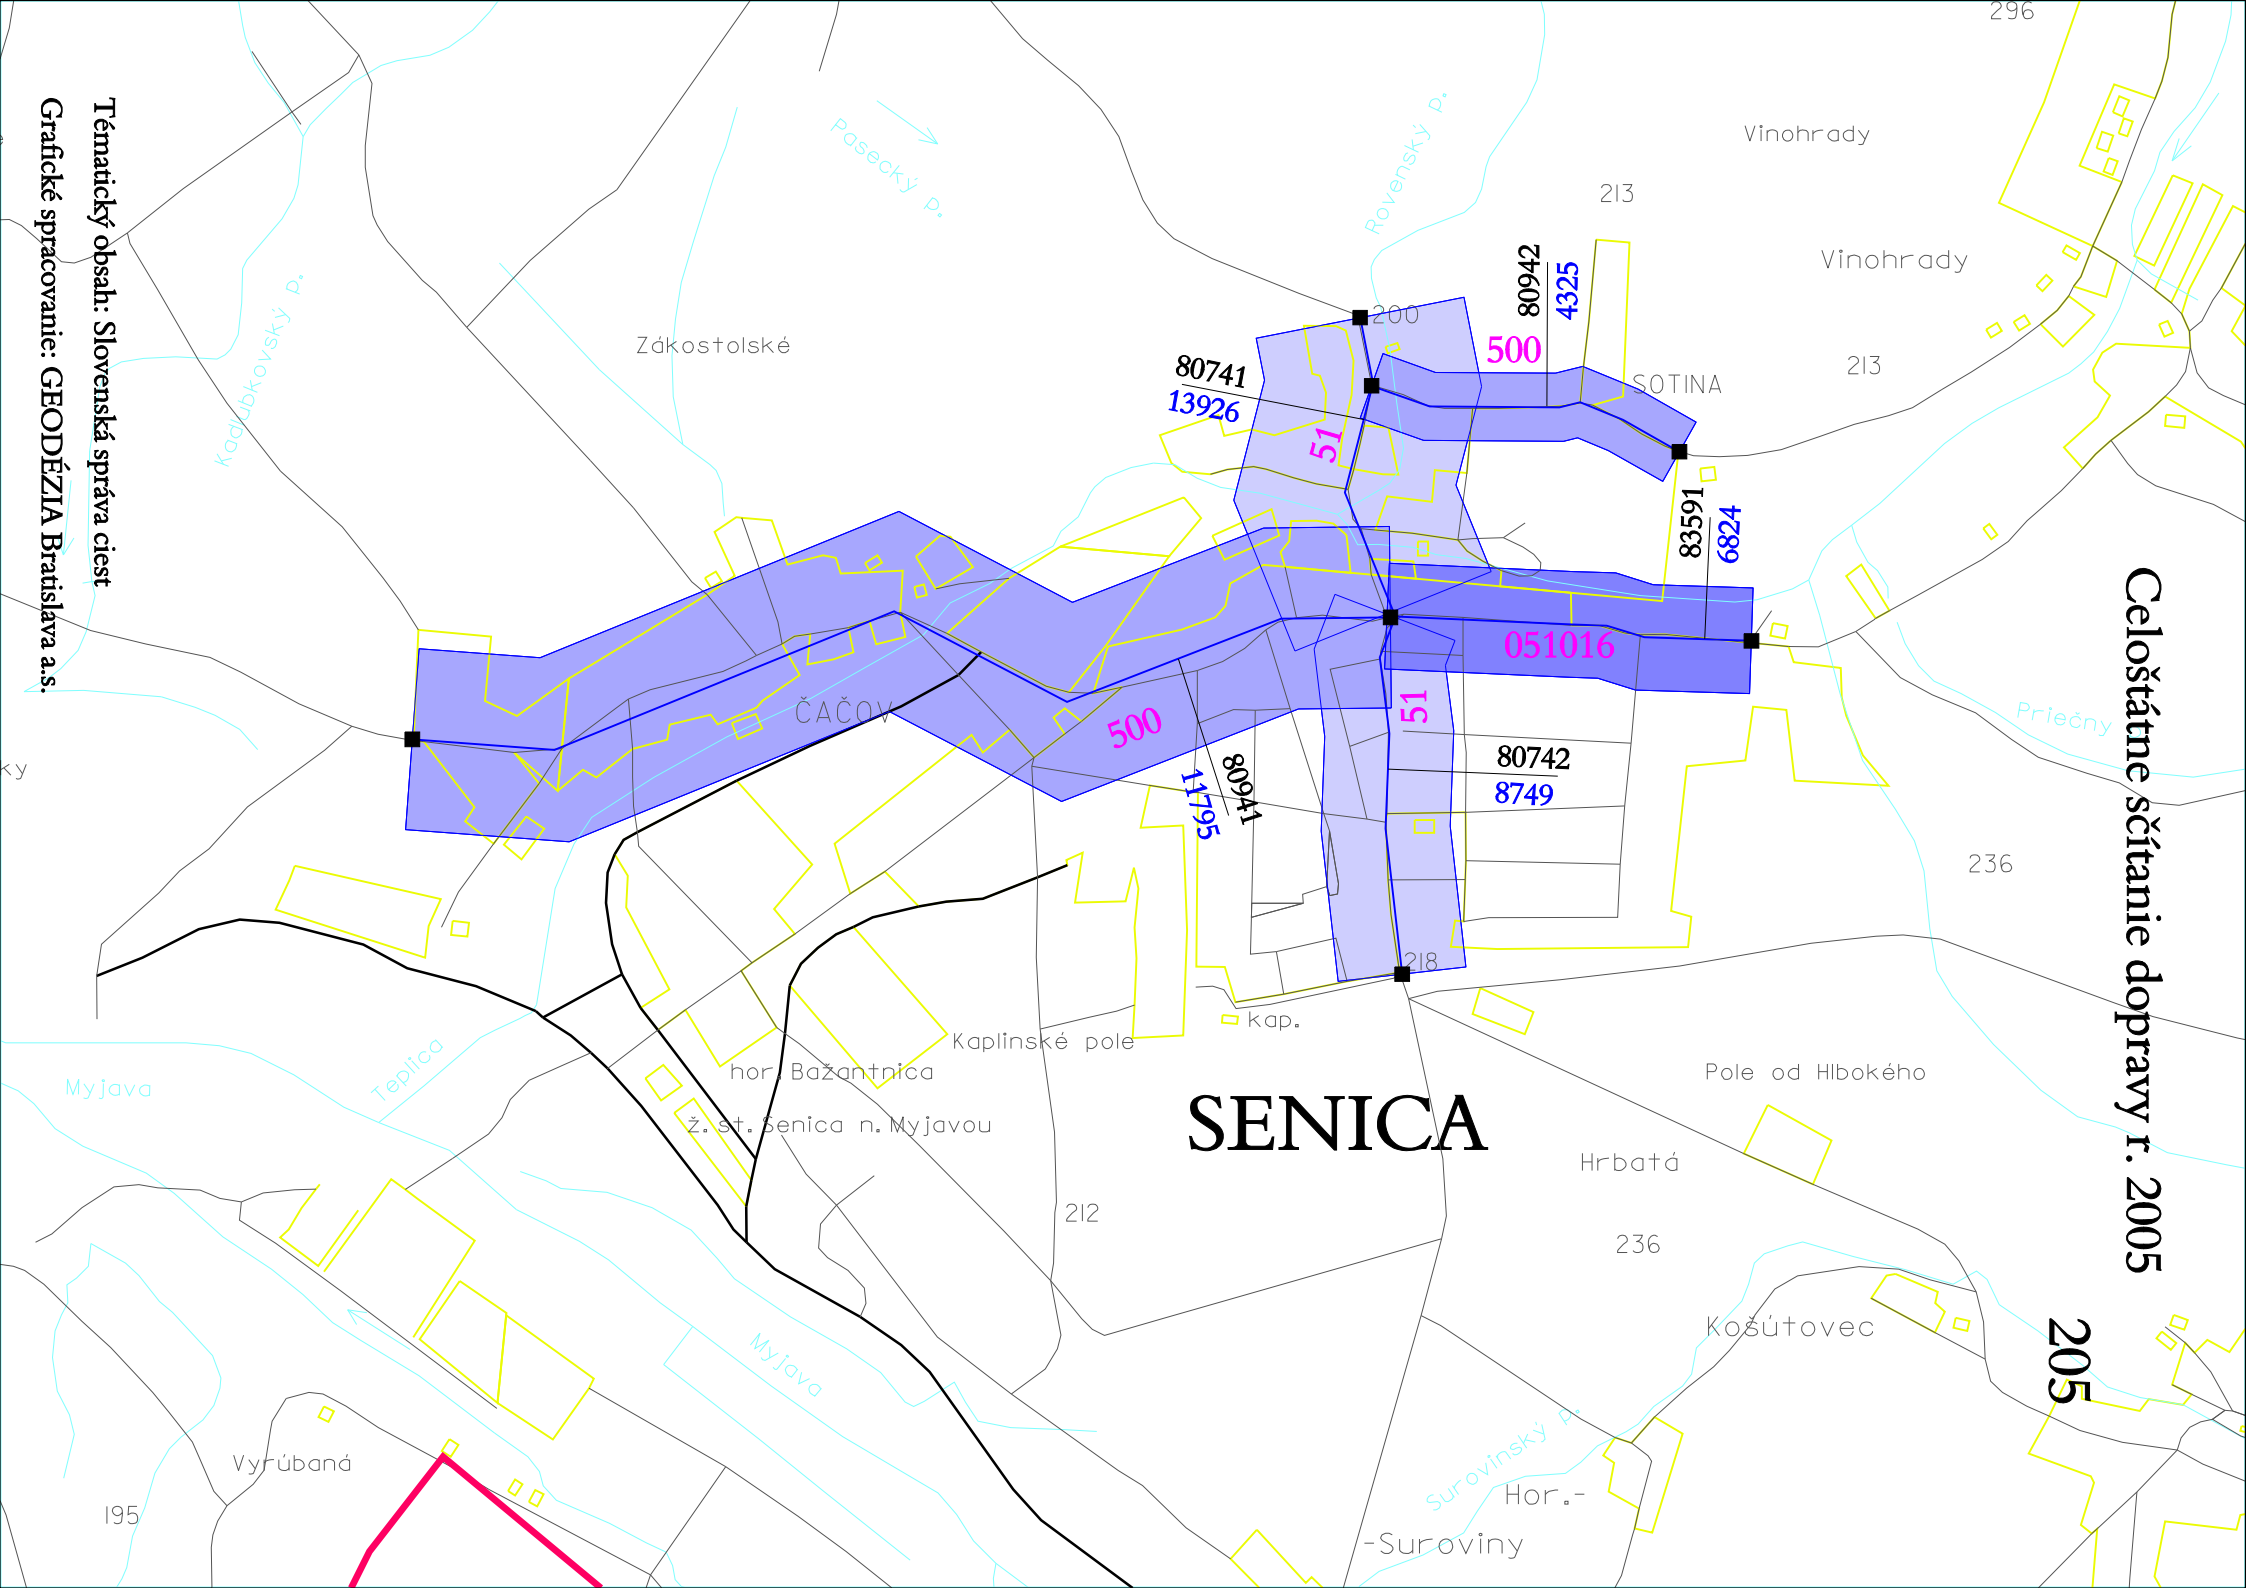 296
Vinohrady
213
Vinohrady
213
Pasecký p.
Rovenský p.
Kadlubkovský p.
Zákostolské
200
80942
4325
500
SOTINA
80741
13926
51
83591
6824
051016
51
80742
8749
500
80941
11795
ČAČOV
Priečny
ky
236
218
kap.
Kaplinské pole
hor. Bažantnica
ž. st. Senica n. Myjavou
SENICA
Pole od Hlbokého
Hrbatá
236
212
Košútovec
Teplica
Myjava
Myjava
Surovinský p.
Hor.-
-Suroviny
Vyrúbaná
195
Celoštátne sčítanie dopravy r. 2005
205
Tématický obsah: Slovenská správa ciest
Grafické spracovanie: GEODÉZIA Bratislava a.s.